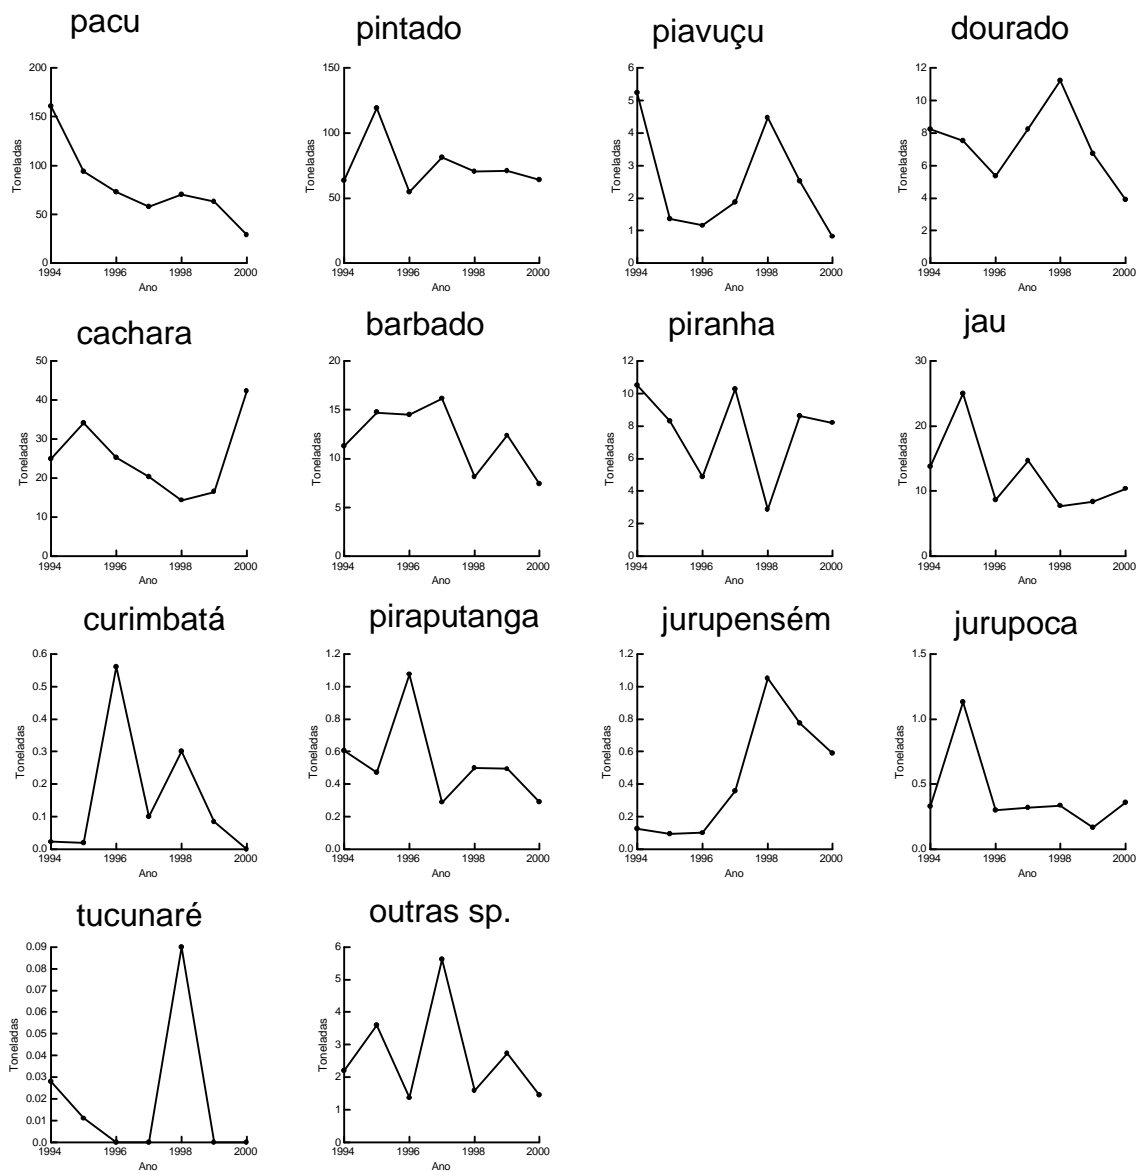 pacu
200
150
100
50
0
Toneladas
1994 1996 1998 2000
Ano
pintado
150
100
50
0
Toneladas
1994 1996 1998 2000
Ano
piavuçu
6
5
4
3
2
1
0
Toneladas
1994 1996 1998 2000
Ano
dourado
12
10
8
6
4
2
0
Toneladas
1994 1996 1998 2000
Ano
cachara
50
40
30
20
10
0
Toneladas
1994 1996 1998 2000
Ano
barbado
20
15
10
5
0
Toneladas
1994 1996 1998 2000
Ano
piranha
12
10
8
6
4
2
0
Toneladas
1994 1996 1998 2000
Ano
jau
30
20
10
0
Toneladas
1994 1996 1998 2000
Ano
curimbatá
0.6
0.5
0.4
0.3
0.2
0.1
0.0
Toneladas
1994 1996 1998 2000
Ano
piraputanga
1.2
1.0
0.8
0.6
0.4
0.2
0.0
Toneladas
1994 1996 1998 2000
Ano
jurupensém
1.2
1.0
0.8
0.6
0.4
0.2
0.0
Toneladas
1994 1996 1998 2000
Ano
jurupoca
1.5
1.0
0.5
0.0
Toneladas
1994 1996 1998 2000
Ano
tucunaré
0.09
0.08
0.07
0.06
0.05
0.04
0.03
0.02
0.01
0.0
Toneladas
1994 1996 1998 2000
Ano
outras sp.
6
5
4
3
2
1
0
Toneladas
1994 1996 1998 2000
Ano